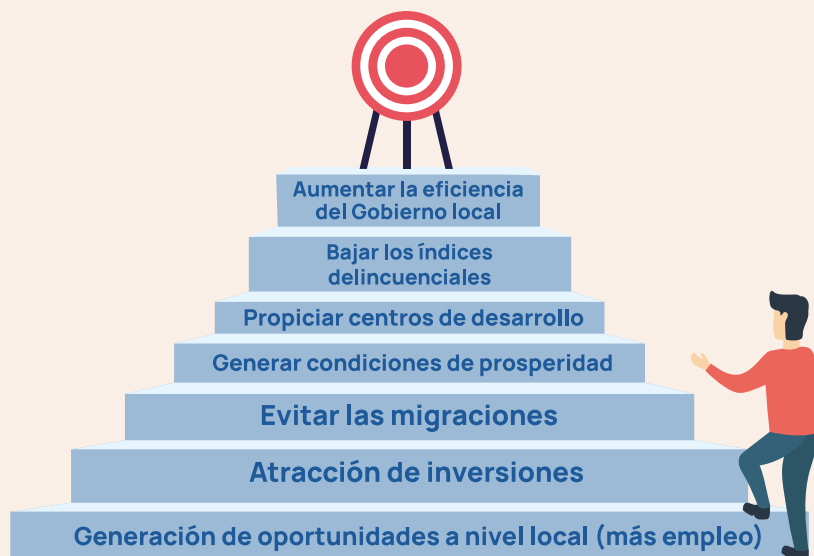 Aumentar la eficiencia
del Gobierno local
Bajar los índices
delincuenciales
Propiciar centros de desarrollo
Generar condiciones de prosperidad
Evitar las migraciones
Atracción de inversiones
Generación de oportunidades a nivel local (más empleo)